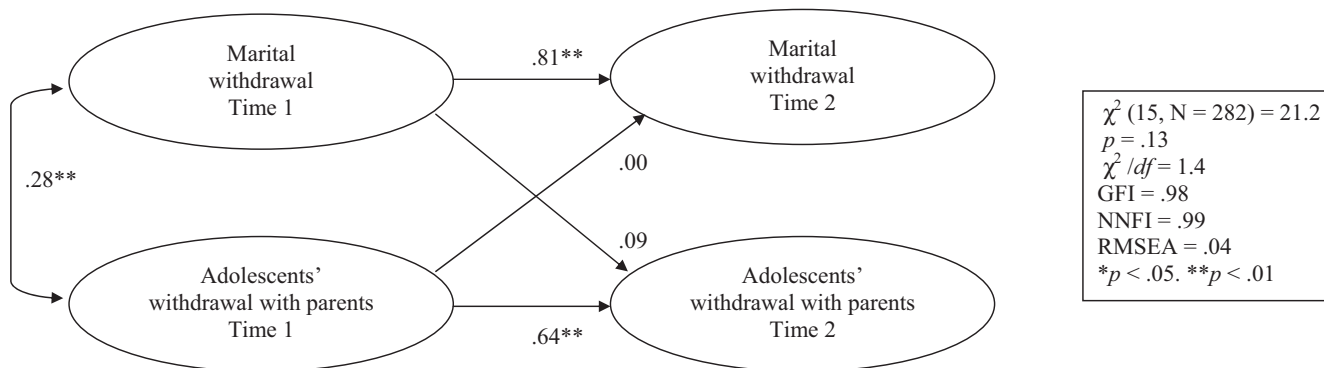 Marital
withdrawal
Time 1
.81**
Marital
withdrawal
Time 2
.28**
.00
.09
Adolescents’
withdrawal with parents
Time 1
.64**
Adolescents’
withdrawal with parents
Time 2
χ² (15, N = 282) = 21.2
p = .13
χ² /df = 1.4
GFI = .98
NNFI = .99
RMSEA = .04
*p < .05. **p < .01